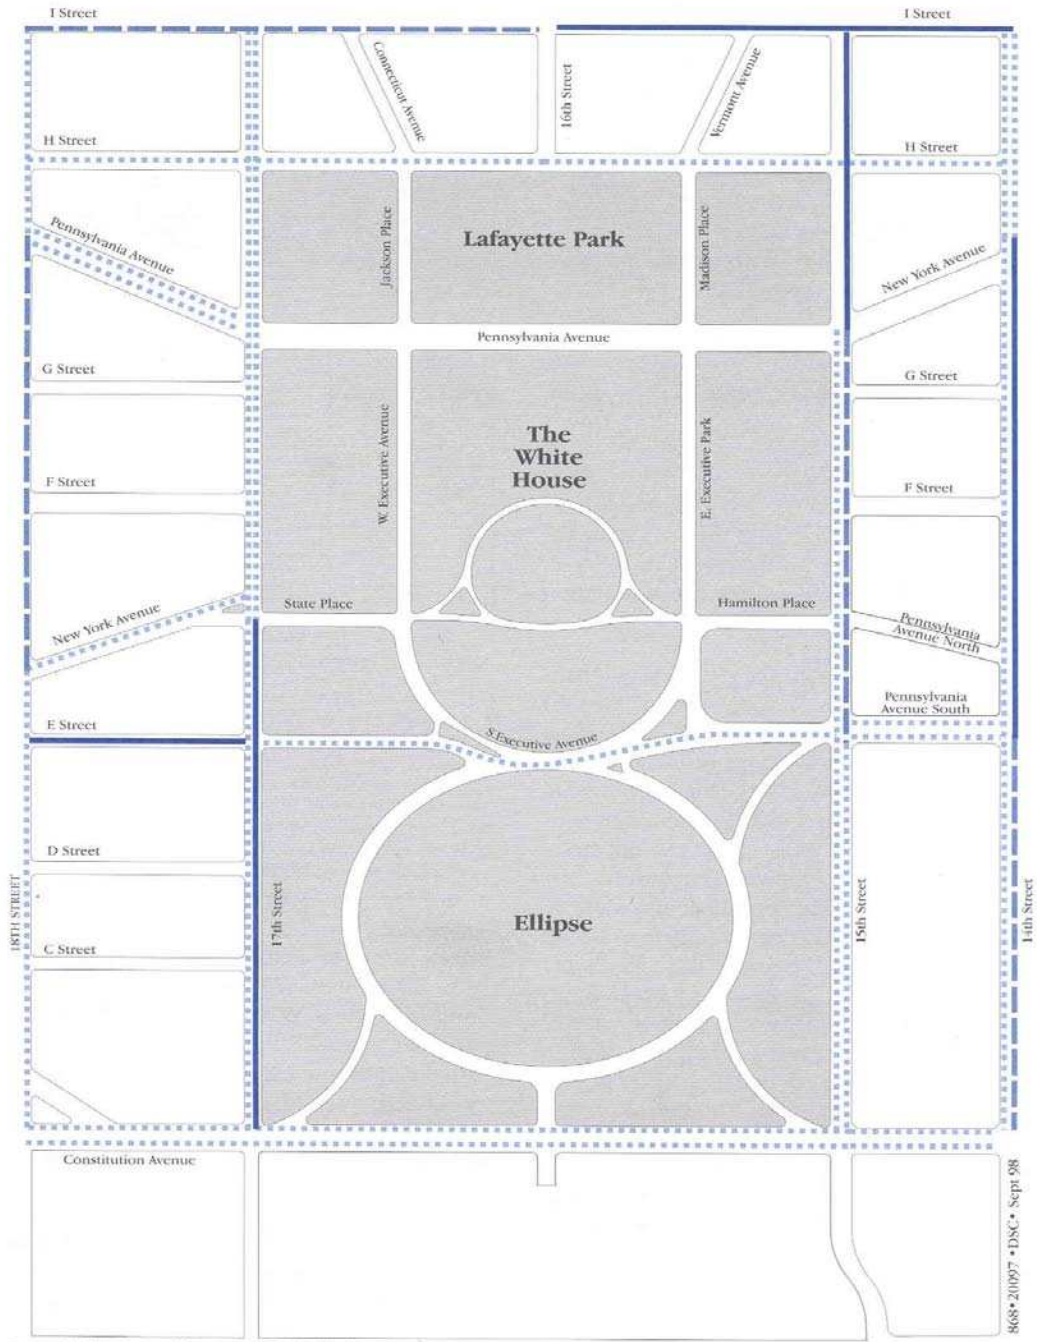 I Street
I Street
Connecticut Avenue
16th Street
Vermont Avenue
H Street
H Street
Pennsylvania Avenue
Jackson Place
Lafayette Park
Madison Place
New York Avenue
Pennsylvania Avenue
G Street
G Street
W. Executive Avenue
The
White
House
E. Executive Park
F Street
F Street
New York Avenue
State Place
Hamilton Place
Pennsylvania
Avenue North
Pennsylvania
Avenue South
E Street
S.Executive Avenue
D Street
18TH STREET
17th Street
Ellipse
15th Street
14th Street
C Street
Constitution Avenue
868•20097 •DSC• Sept 98